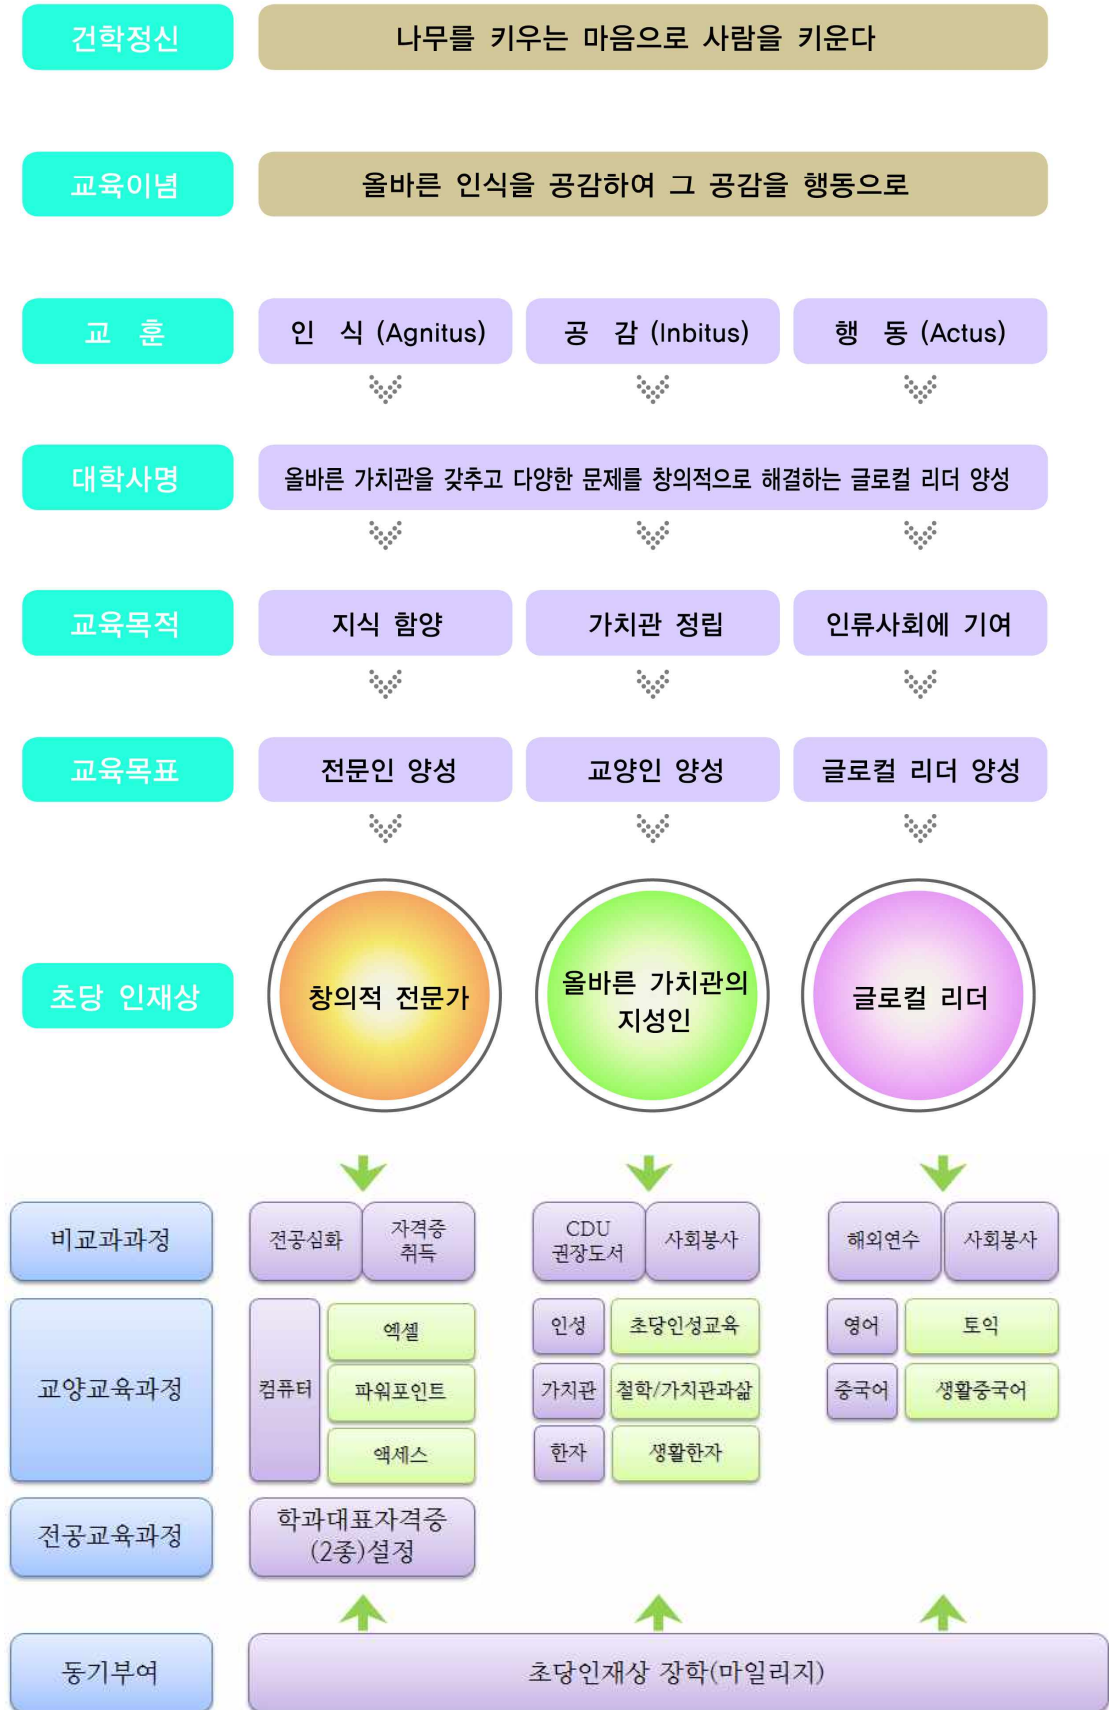 건학정신
나무를 키우는 마음으로 사람을 키운다
교육이념
올바른 인식을 공감하여 그 공감을 행동으로
교 훈
인 식 (Agnitus)
공 감 (Inbitus)
행 동 (Actus)
대학사명
올바른 가치관을 갖추고 다양한 문제를 창의적으로 해결하는 글로컬 리더 양성
교육목적
지식 함양
가치관 정립
인류사회에 기여
교육목표
전문인 양성
교양인 양성
글로컬 리더 양성
초당 인재상
창의적 전문가
올바른 가치관의
지성인
글로컬 리더
비교과과정
전공심화
자격증
취득
CDU
권장도서
사회봉사
해외연수
사회봉사
교양교육과정
컴퓨터
엑셀
파워포인트
액세스
인성
초당인성교육
가치관
철학/가치관과삶
한자
생활한자
영어
토익
중국어
생활중국어
전공교육과정
학과대표자격증
(2종)설정
동기부여
초당인재상 장학(마일리지)